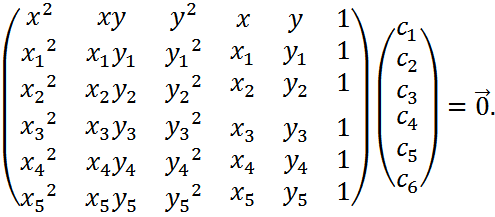 x² xy y² x y 1 c₁
x₁² x₁y₁ y₁² x₁ y₁ 1 c₂
x₂² x₂y₂ y₂² x₂ y₂ 1 c₃
x₃² x₃y₃ y₃² x₃ y₃ 1 c₄ = 0⃗.
x₄² x₄y₄ y₄² x₄ y₄ 1 c₅
x₅² x₅y₅ y₅² x₅ y₅ 1 c₆